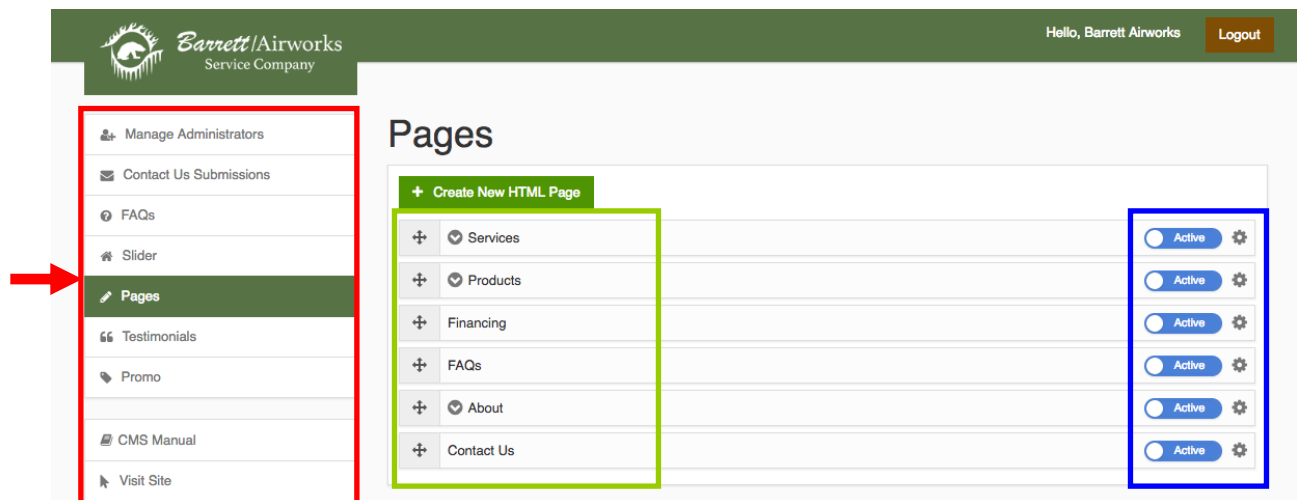 Barrett/Airworks
Service Company
Hello, Barrett Airworks
Logout
Manage Administrators
Contact Us Submissions
FAQs
Slider
Pages
Testimonials
Promo
CMS Manual
Visit Site
Pages
+ Create New HTML Page
Services Active
Products Active
Financing Active
FAQs Active
About Active
Contact Us Active